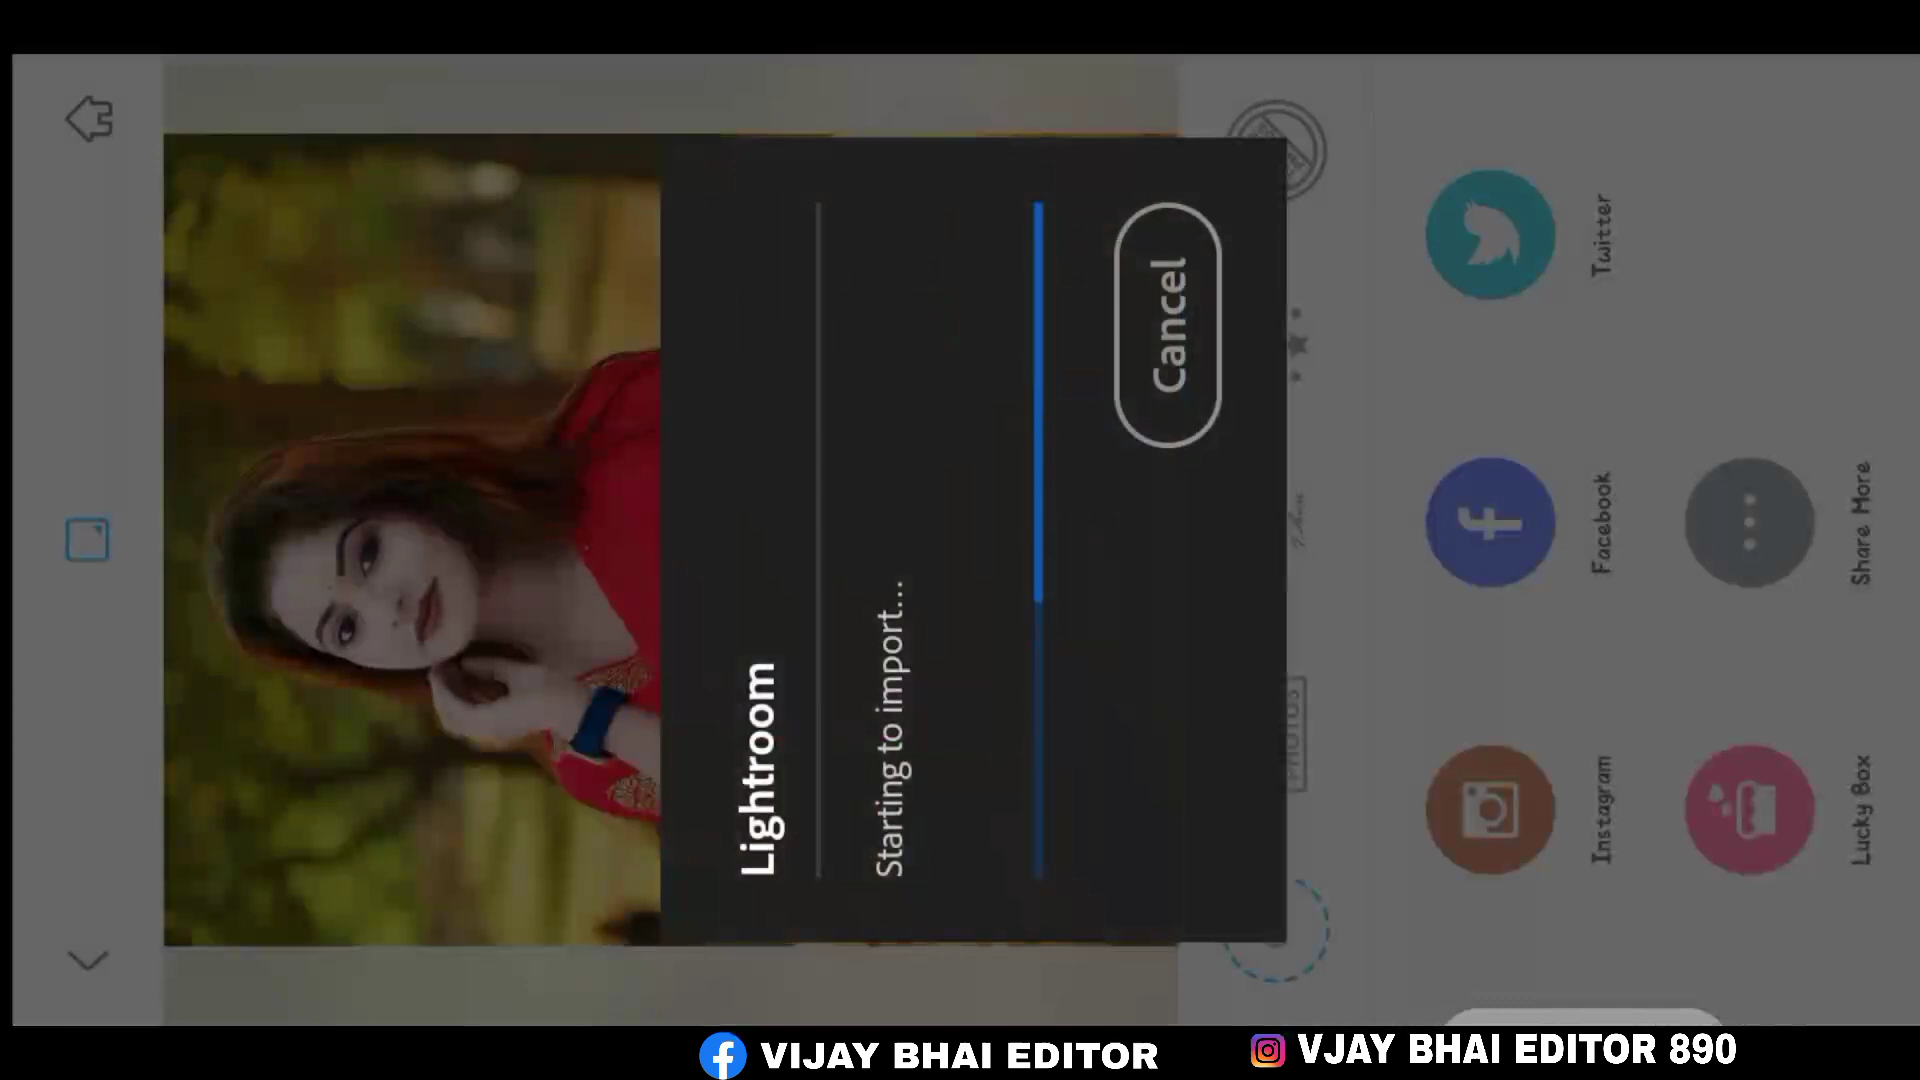 Lightroom
Starting to import...
Cancel
PHOTOS
Twitter
Facebook
Instagram
Share More
Lucky Box
VIJAY BHAI EDITOR
VJAY BHAI EDITOR 890